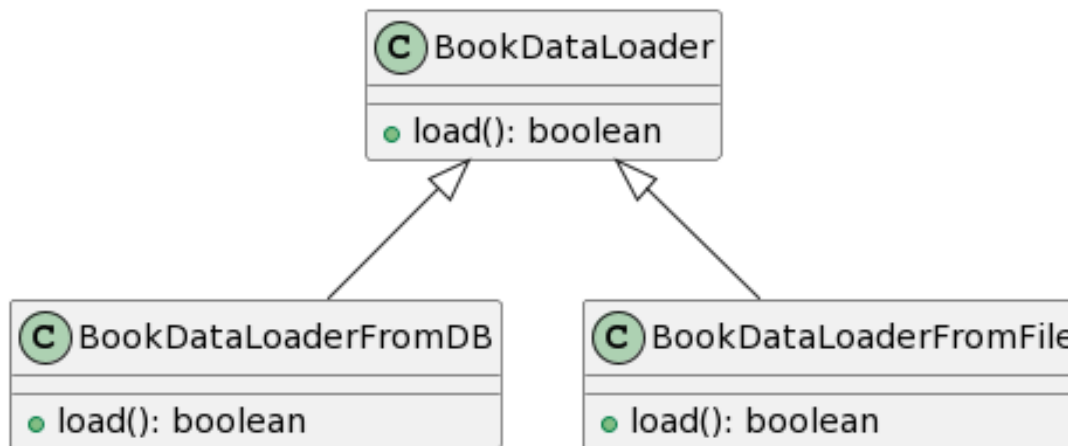 C BookDataLoader
load(): boolean
C BookDataLoaderFromDB
load(): boolean
C BookDataLoaderFromFile
load(): boolean